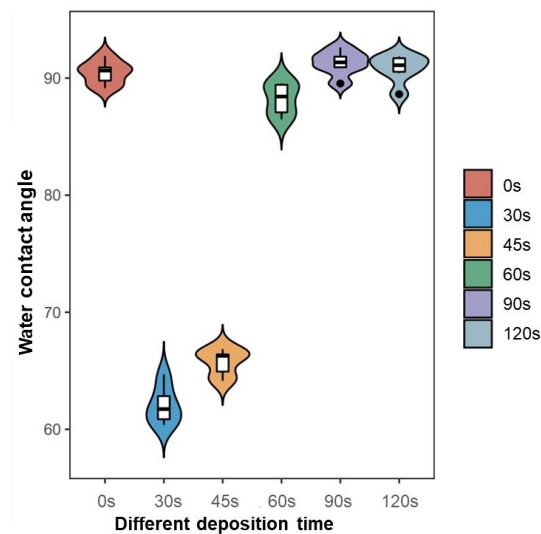 90
80
70
60
Water contact angle
0s 30s 45s 60s 90s 120s
Different deposition time
0s
30s
45s
60s
90s
120s